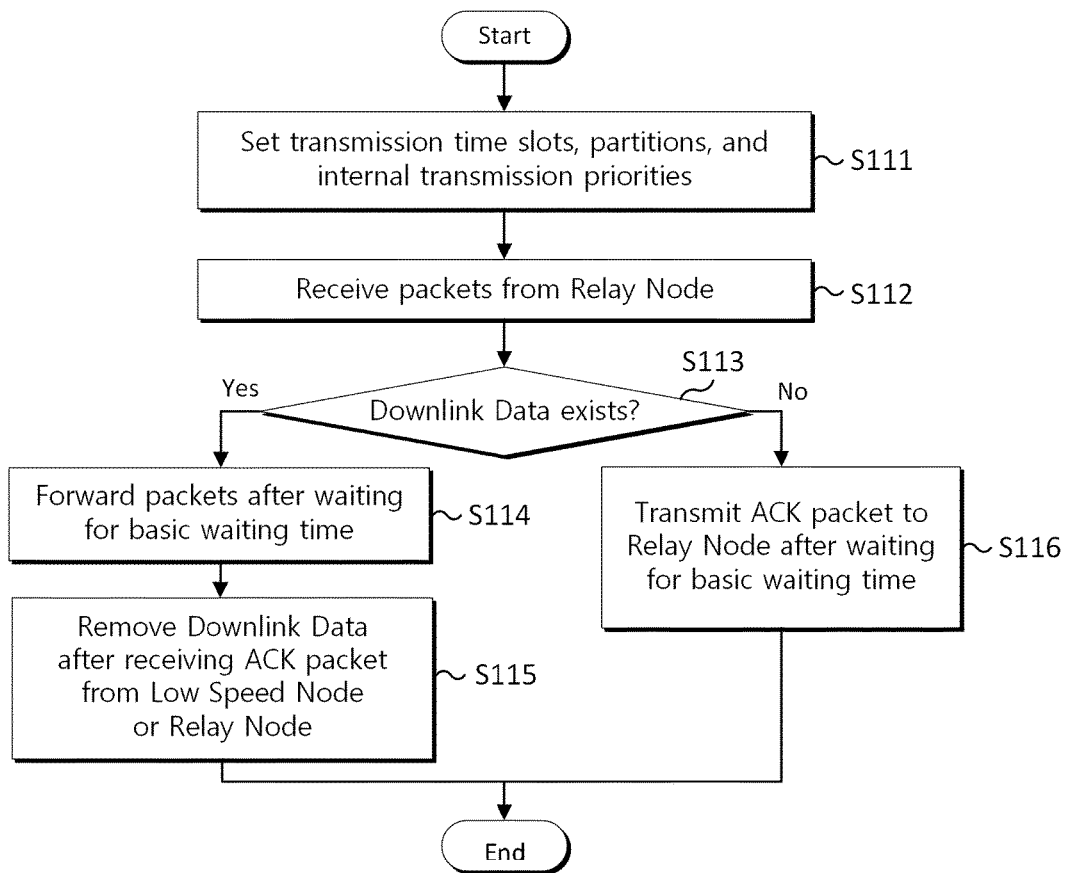 Start
Set transmission time slots, partitions, and
internal transmission priorities
S111
Receive packets from Relay Node
S112
S113
Yes
Downlink Data exists?
No
Forward packets after waiting
for basic waiting time
S114
Transmit ACK packet to
Relay Node after waiting
for basic waiting time
S116
Remove Downlink Data
after receiving ACK packet
from Low Speed Node
or Relay Node
S115
End